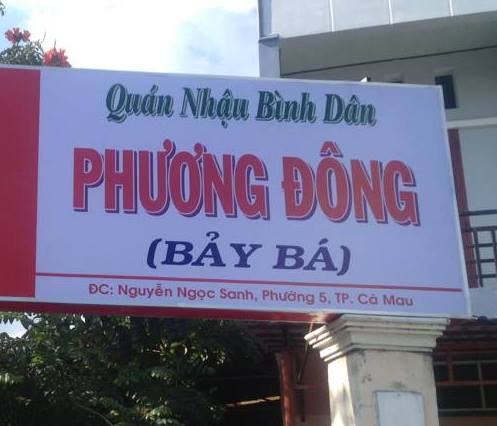 Quán Nhậu Bình Dân
PHƯƠNG ĐÔNG
(BẢY BÁ)
ĐC: Nguyễn Ngọc Sanh, Phường 5, TP. Cà Mau